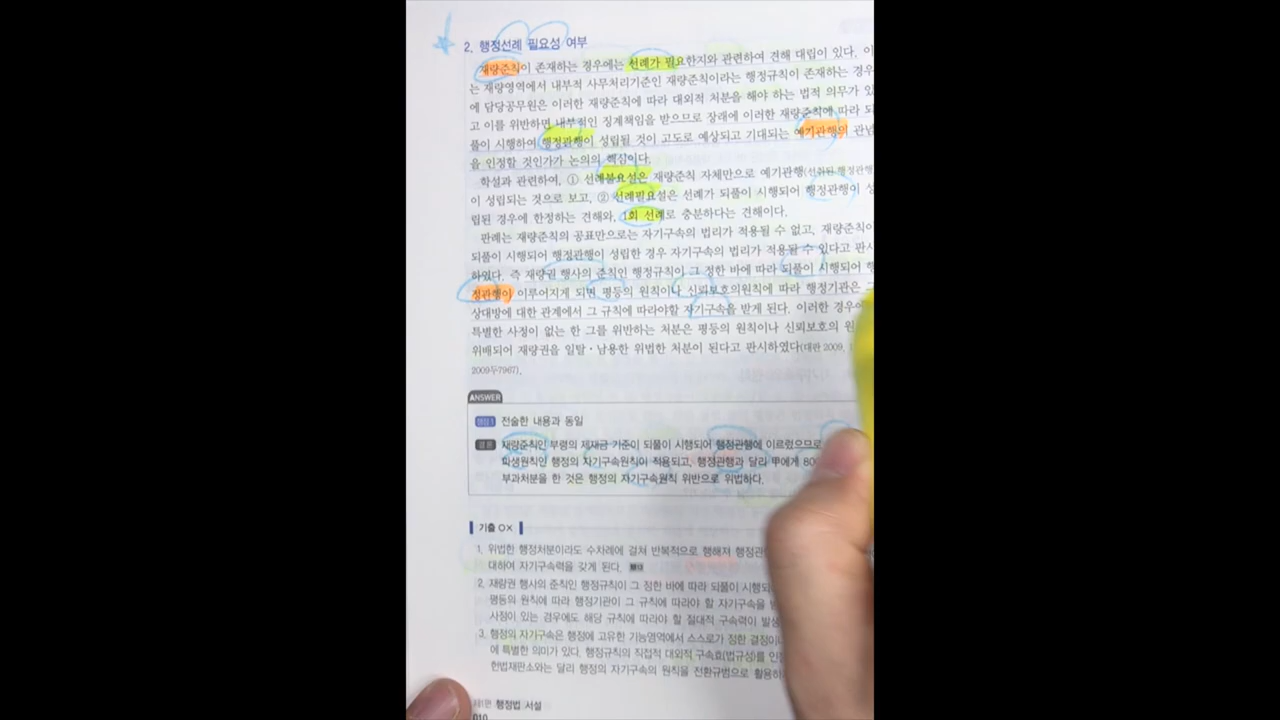 2. 행정선례 필요성 여부
재량준칙이 존재하는 경우에는 선례가 필요한지와 관련하여 견해 대립이 있다. 이
는 재량영역에서 내부적 사무처리기준인 재량준칙이라는 행정규칙이 존재하는 경우
에 담당공무원은 이러한 재량준칙에 따라 대외적 처분을 해야 하는 법적 의무가 있
고 이를 위반하면 내부적인 징계책임을 받으므로 장래에 이러한 재량준칙에 따라 되
풀이 시행하여 행정관행이 성립될 것이 고도로 예상되고 기대되는 예기관행의 관념
을 인정할 것인가가 논의의 핵심이다.
학설과 관련하여, ① 선례불요설은 재량준칙 자체만으로 예기관행(선취된 행정관행)
이 성립되는 것으로 보고, ② 선례필요설은 선례가 되풀이 시행되어 행정관행이 성
립된 경우에 한정하는 견해와, 1회 선례로 충분하다는 견해이다.
판례는 재량준칙의 공표만으로는 자기구속의 법리가 적용될 수 없고, 재량준칙이
되풀이 시행되어 행정관행이 성립한 경우 자기구속의 법리가 적용될 수 있다고 판시
하였다. 즉 재량권 행사의 준칙인 행정규칙이 그 정한 바에 따라 되풀이 시행되어 행
정관행이 이루어지게 되면 평등의 원칙이나 신뢰보호의원칙에 따라 행정기관은 그
상대방에 대한 관계에서 그 규칙에 따라야할 자기구속을 받게 된다. 이러한 경우에
특별한 사정이 없는 한 그를 위반하는 처분은 평등의 원칙이나 신뢰보호의 원
위배되어 재량권을 일탈・남용한 위법한 처분이 된다고 판시하였다(대판 2009.
2009두7967).
ANSWER
쟁점1 전술한 내용과 동일
결론 재량준칙인 부령의 제재금 기준이 되풀이 시행되어 행정관행에 이르렀으므로
파생원칙인 행정의 자기구속원칙이 적용되고, 행정관행과 달리 甲에게 800
부과처분을 한 것은 행정의 자기구속원칙 위반으로 위법하다.
기출 OX
1. 위법한 행정처분이라도 수차례에 걸쳐 반복적으로 행해져 행정관
대하여 자기구속력을 갖게 된다.
2. 재량권 행사의 준칙인 행정규칙이 그 정한 바에 따라 되풀이 시행되
평등의 원칙에 따라 행정기관이 그 규칙에 따라야 할 자기구속을 받
사정이 있는 경우에도 해당 규칙에 따라야 할 절대적 구속력이 발생
3. 행정의 자기구속은 행정에 고유한 기능영역에서 스스로가 정한 결정이나
에 특별한 의미가 있다. 행정규칙의 직접적 대외적 구속효(법규성)를 인정
헌법재판소와는 달리 행정의 자기구속의 원칙을 전환규범으로 활용하
제1편 행정법 서설
010